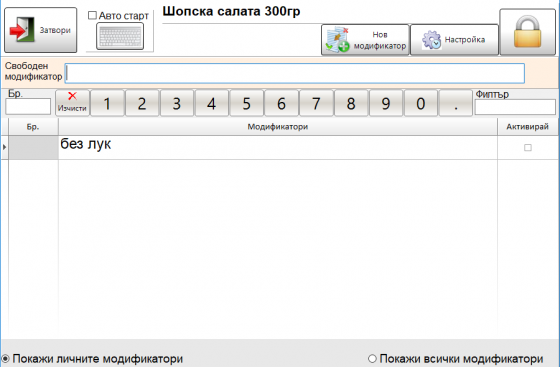 Затвори
Авто старт
Шопска салата 300гр
Нов
модификатор
Настройка
Свободен
модификатор
Бр.
Изчисти
1 2 3 4 5 6 7 8 9 0 .
Филтър
Бр. Модификатори Активирай
без лук
Покажи личните модификатори
Покажи всички модификатори